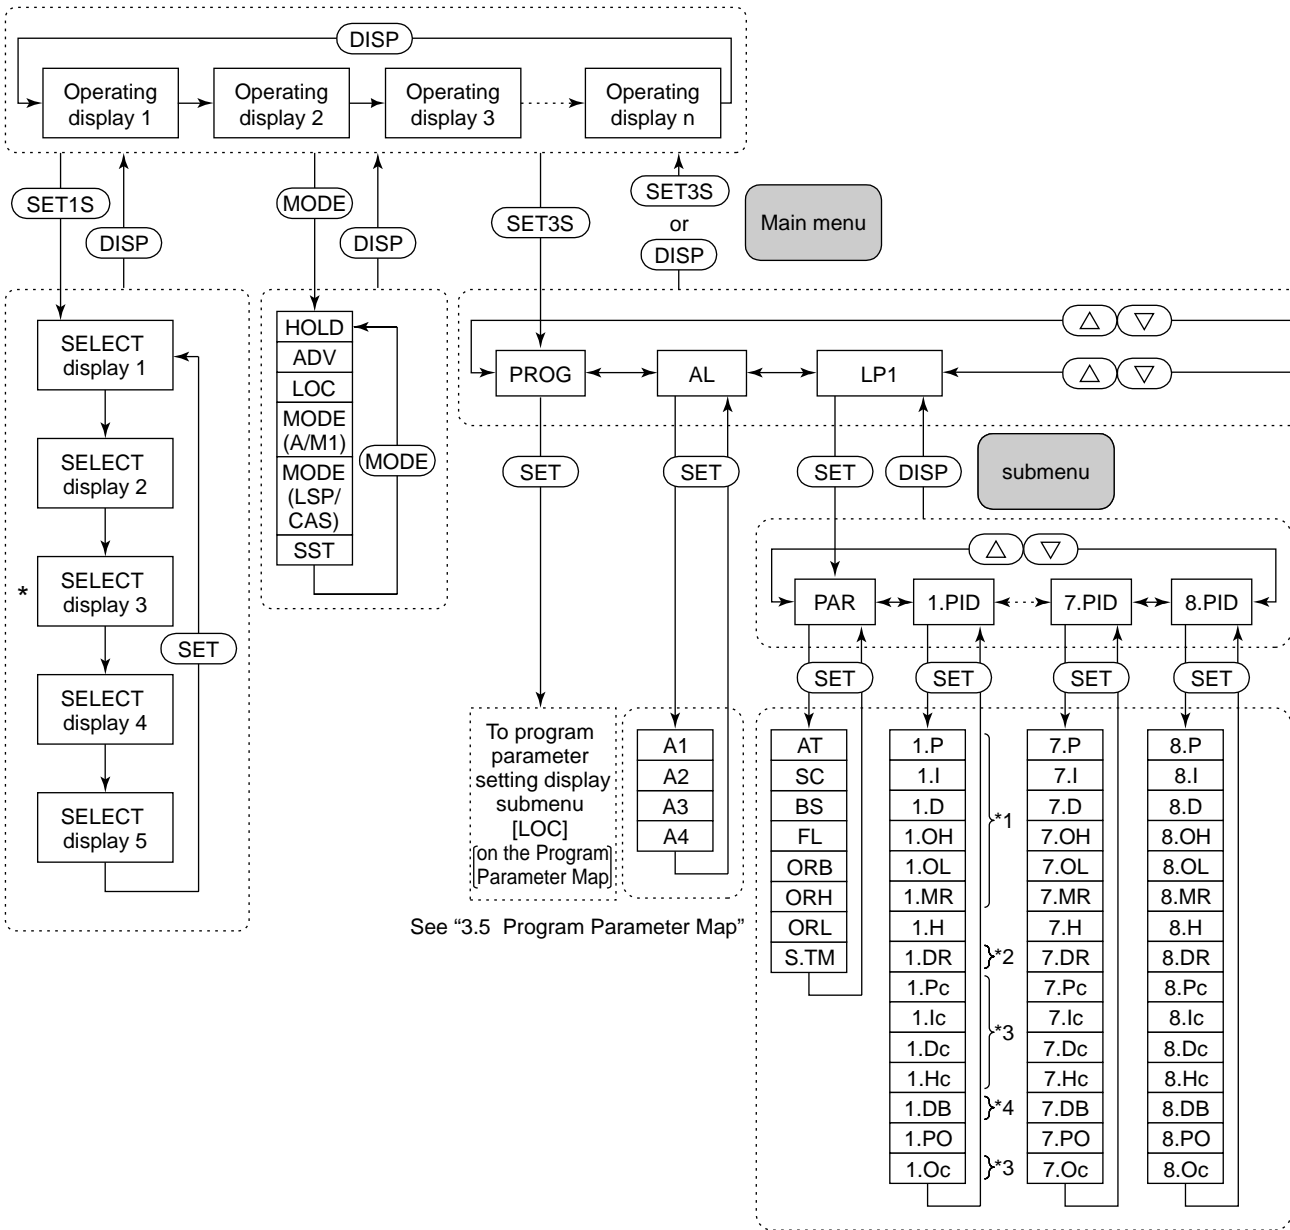 DISP
Operating
display 1
Operating
display 2
Operating
display 3
Operating
display n
SET1S
DISP
MODE
DISP
SET3S
SET3S
or
DISP
Main menu
SELECT
display 1
SELECT
display 2
*
SELECT
display 3
SELECT
display 4
SELECT
display 5
SET
HOLD
ADV
LOC
MODE
(A/M1)
MODE
(LSP/
CAS)
SST
MODE
△ ▽
△ ▽
PROG
AL
LP1
SET
SET
SET
DISP
submenu
△ ▽
PAR
1.PID
7.PID
8.PID
SET
SET
SET
SET
To program
parameter
setting display
submenu
[LOC]
[on the Program
Parameter Map]
See “3.5 Program Parameter Map”
A1
A2
A3
A4
AT
SC
BS
FL
ORB
ORH
ORL
S.TM
1.P
1.I
1.D
1.OH
1.OL
1.MR
1.H
1.DR
1.Pc
1.Ic
1.Dc
1.Hc
1.DB
1.PO
1.Oc
*1
*2
*3
*4
*3
7.P
7.I
7.D
7.OH
7.OL
7.MR
7.H
7.DR
7.Pc
7.Ic
7.Dc
7.Hc
7.DB
7.PO
7.Oc
8.P
8.I
8.D
8.OH
8.OL
8.MR
8.H
8.DR
8.Pc
8.Ic
8.Dc
8.Hc
8.DB
8.PO
8.Oc